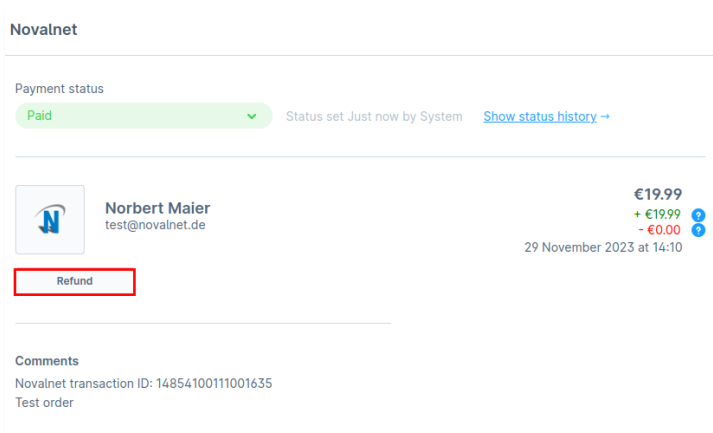 Novalnet
Payment status
Paid
Status set Just now by System
Show status history →
N
Norbert Maier
test@novalnet.de
€19.99
+ €19.99 ?
- €0.00 ?
29 November 2023 at 14:10
Refund
Comments
Novalnet transaction ID: 14854100111001635
Test order